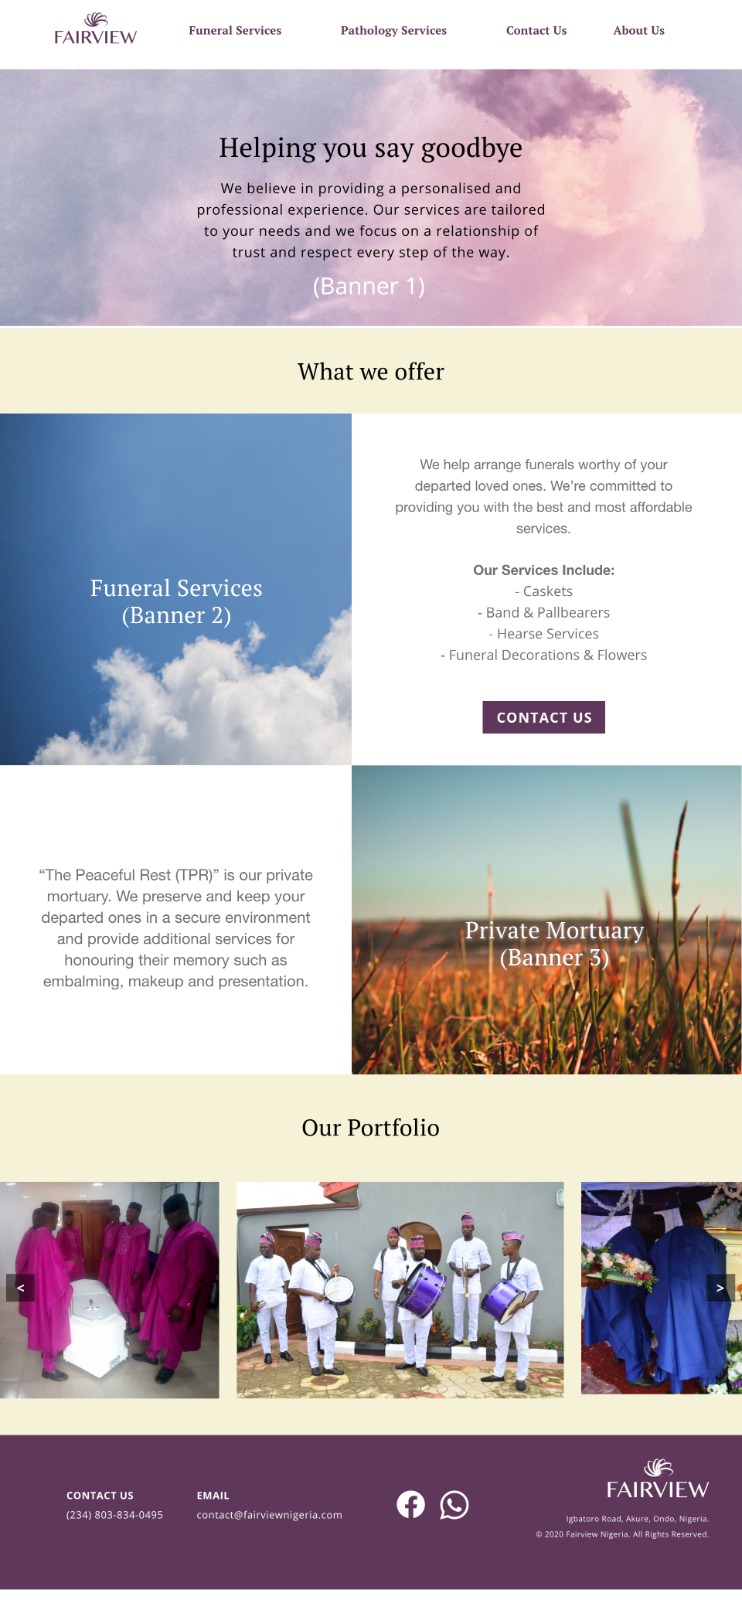 FAIRVIEW
Funeral Services
Pathology Services
Contact Us
About Us
Helping you say goodbye
We believe in providing a personalised and
professional experience. Our services are tailored
to your needs and we focus on a relationship of
trust and respect every step of the way.
(Banner 1)
What we offer
Funeral Services
(Banner 2)
We help arrange funerals worthy of your
departed loved ones. We’re committed to
providing you with the best and most affordable
services.
Our Services Include:
- Caskets
- Band & Pallbearers
- Hearse Services
- Funeral Decorations & Flowers
CONTACT US
“The Peaceful Rest (TPR)” is our private
mortuary. We preserve and keep your
departed ones in a secure environment
and provide additional services for
honouring their memory such as
embalming, makeup and presentation.
Private Mortuary
(Banner 3)
Our Portfolio
<
>
CONTACT US
(234) 803-834-0495
EMAIL
contact@fairviewnigeria.com
FAIRVIEW
Igbatoro Road, Akure, Ondo, Nigeria.
© 2020 Fairview Nigeria. All Rights Reserved.